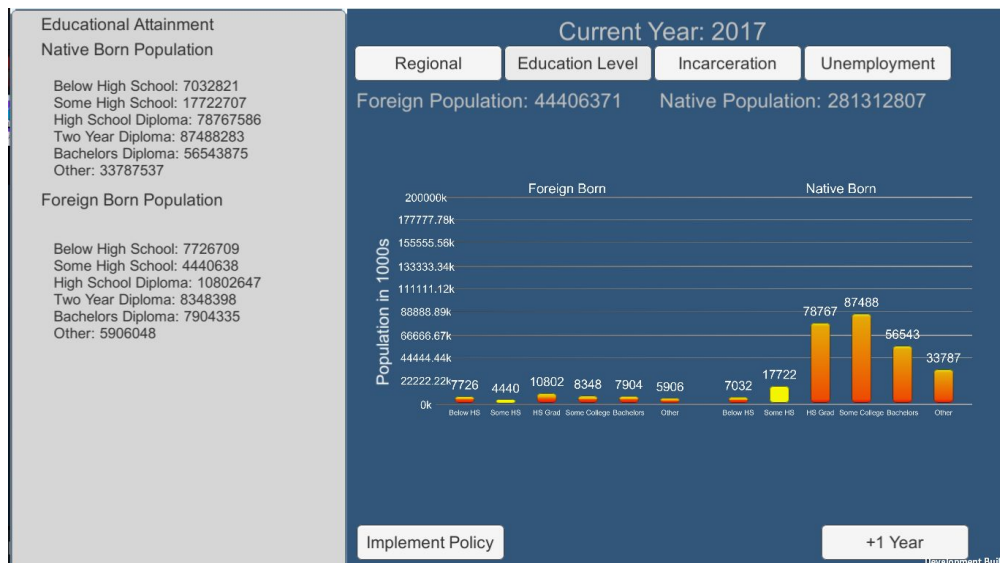 Educational Attainment
Native Born Population
Below High School: 7032821
Some High School: 17722707
High School Diploma: 78767586
Two Year Diploma: 87488283
Bachelors Diploma: 56543875
Other: 33787537
Foreign Born Population
Below High School: 7726709
Some High School: 4440638
High School Diploma: 10802647
Two Year Diploma: 8348398
Bachelors Diploma: 7904335
Other: 5906048
Current Year: 2017
Regional Education Level Incarceration Unemployment
Foreign Population: 44406371 Native Population: 281312807
Foreign Born Native Born
Population in 1000s
200000k
177777.78k
155555.56k
133333.34k
111111.12k
88888.89k
66666.67k
44444.44k
22222.22k
0k
7726 4440 10802 8348 7904 5906 7032 17722 78767 87488 56543 33787
Below HS Some HS HS Grad Some College Bachelors Other Below HS Some HS HS Grad Some College Bachelors Other
Implement Policy +1 Year
Development Buil